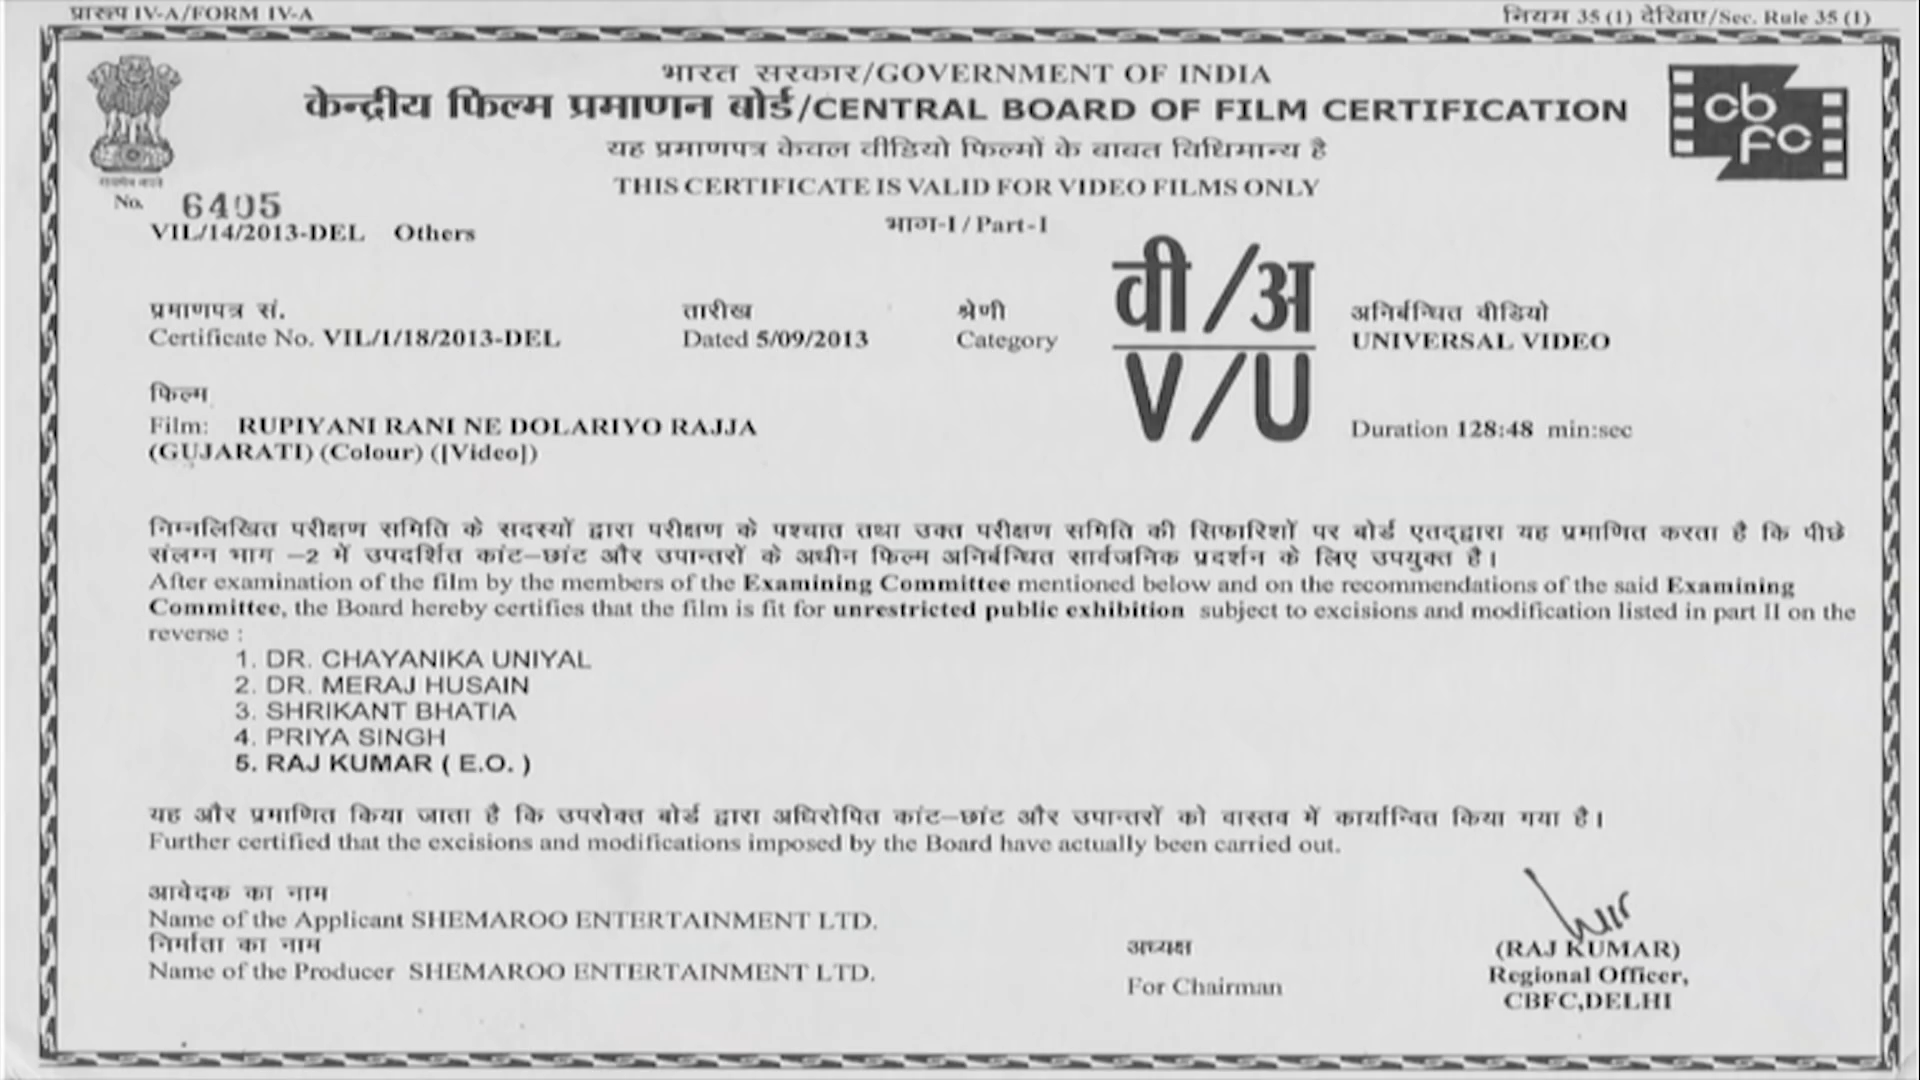 प्रारूप IV-A/FORM IV-A
नियम 35 (1) देखिए/Sec. Rule 35 (1)
भारत सरकार/GOVERNMENT OF INDIA
केन्द्रीय फिल्म प्रमाणन बोर्ड/CENTRAL BOARD OF FILM CERTIFICATION
cb
fc
यह प्रमाणपत्र केवल वीडियो फिल्मों के बावत विधिमान्य है
THIS CERTIFICATE IS VALID FOR VIDEO FILMS ONLY
सत्यमेव जयते
No. 6405
VIL/14/2013-DEL Others
भाग-I / Part-I
प्रमाणपत्र सं. तारीख श्रेणी वी/अ अनिर्बन्धित वीडियो
Certificate No. VIL/1/18/2013-DEL Dated 5/09/2013 Category V/U UNIVERSAL VIDEO
फिल्म
Film: RUPIYANI RANI NE DOLARIYO RAJJA Duration 128:48 min:sec
(GUJARATI) (Colour) ([Video])
निम्नलिखित परीक्षण समिति के सदस्यों द्वारा परीक्षण के पश्चात तथा उक्त परीक्षण समिति की सिफारिशों पर बोर्ड एतद्द्वारा यह प्रमाणित करता है कि पीछे
संलग्न भाग –2 में उपदर्शित कांट–छांट और उपान्तरों के अधीन फिल्म अनिर्बन्धित सार्वजनिक प्रदर्शन के लिए उपयुक्त है।
After examination of the film by the members of the Examining Committee mentioned below and on the recommendations of the said Examining
Committee, the Board hereby certifies that the film is fit for unrestricted public exhibition subject to excisions and modification listed in part II on the
reverse :
1. DR. CHAYANIKA UNIYAL
2. DR. MERAJ HUSAIN
3. SHRIKANT BHATIA
4. PRIYA SINGH
5. RAJ KUMAR ( E.O. )
यह और प्रमाणित किया जाता है कि उपरोक्त बोर्ड द्वारा अधिरोपित कांट–छांट और उपान्तरों को वास्तव में कार्यान्वित किया गया है।
Further certified that the excisions and modifications imposed by the Board have actually been carried out.
आवेदक का नाम
Name of the Applicant SHEMAROO ENTERTAINMENT LTD.
निर्माता का नाम
Name of the Producer SHEMAROO ENTERTAINMENT LTD.
अध्यक्ष
For Chairman
(RAJ KUMAR)
Regional Officer,
CBFC,DELHI